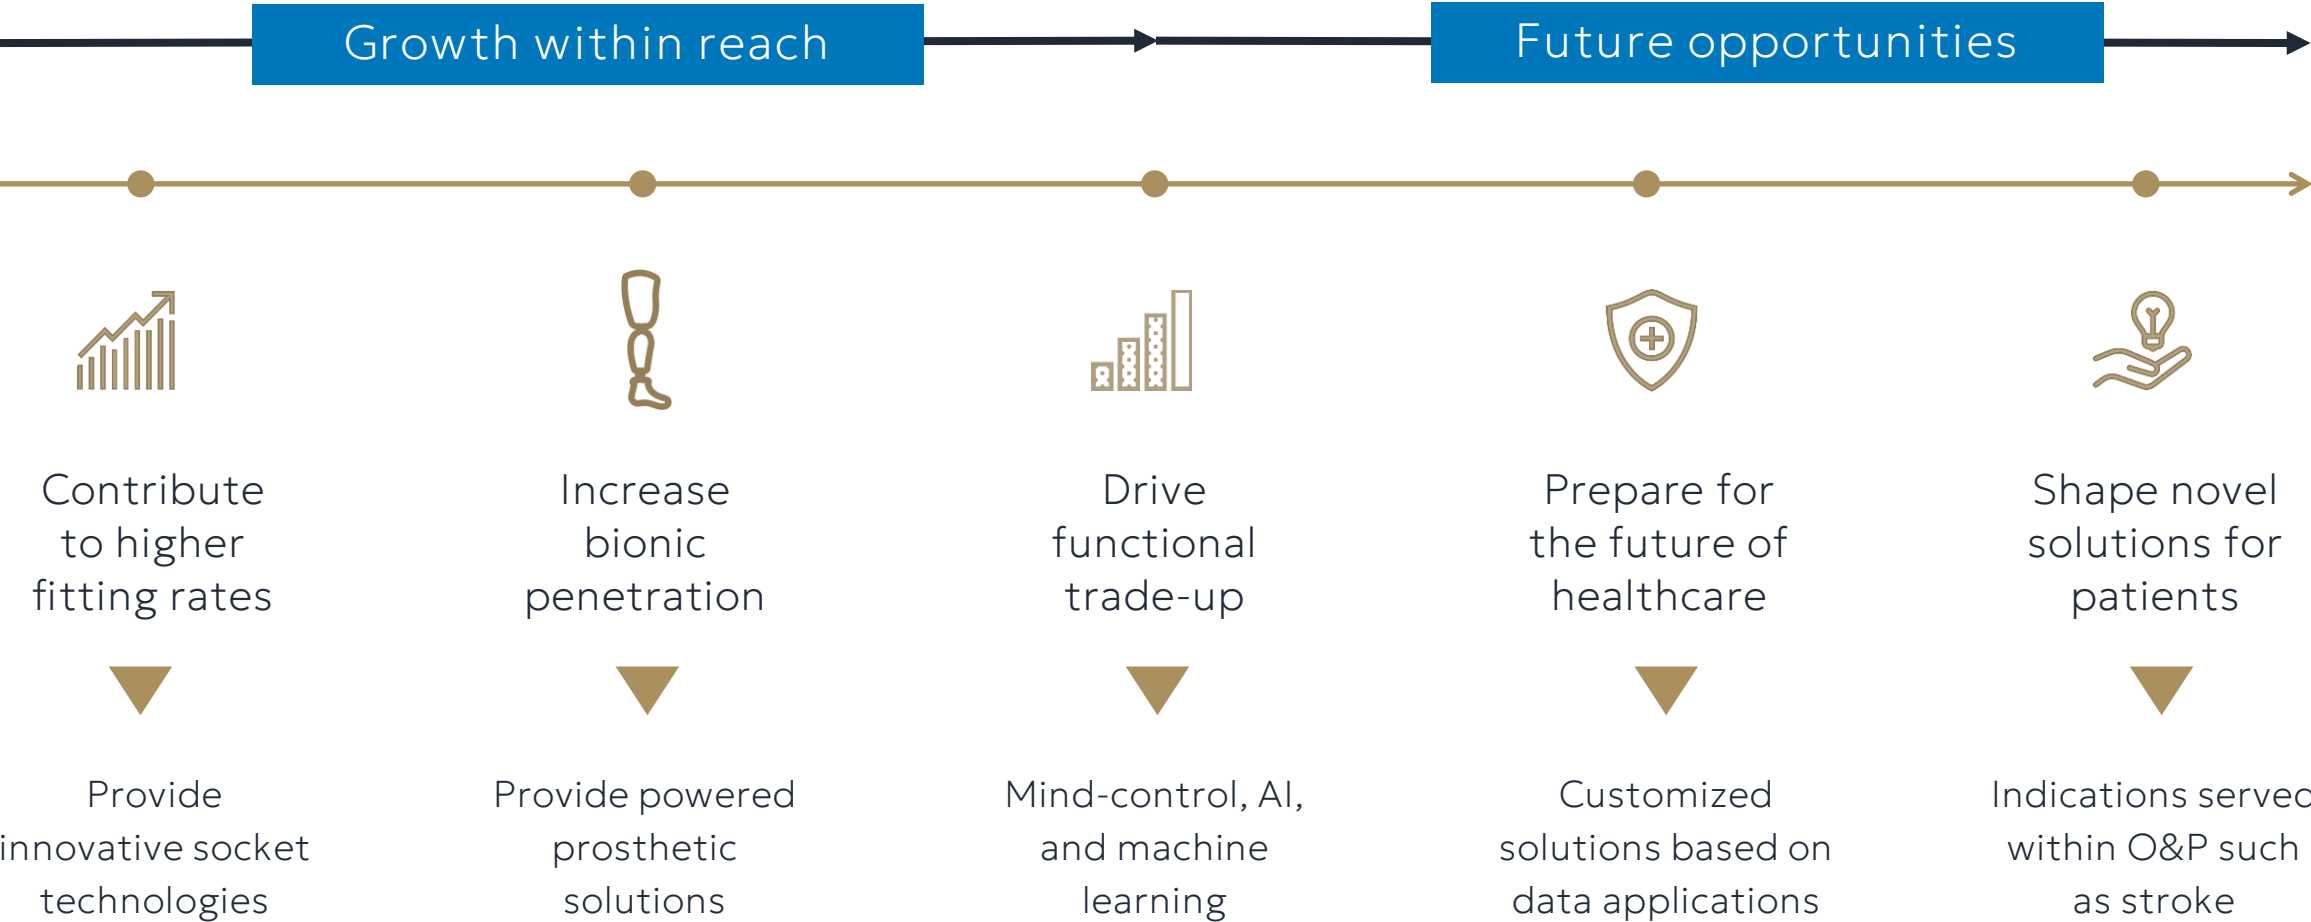 Growth within reach
Future opportunities
Contribute
to higher
fitting rates
Increase
bionic
penetration
Drive
functional
trade-up
Prepare for
the future of
healthcare
Shape novel
solutions for
patients
Provide
innovative socket
technologies
Provide powered
prosthetic
solutions
Mind-control, AI,
and machine
learning
Customized
solutions based on
data applications
Indications served
within O&P such
as stroke